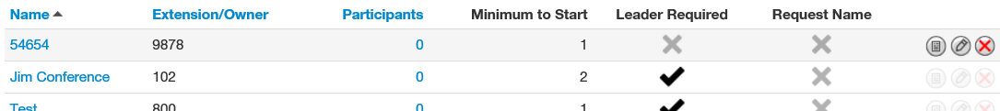 Name Extension/Owner Participants Minimum to Start Leader Required Request Name
54654 9878 0 1
Jim Conference 102 0 2
Test 800 0 1